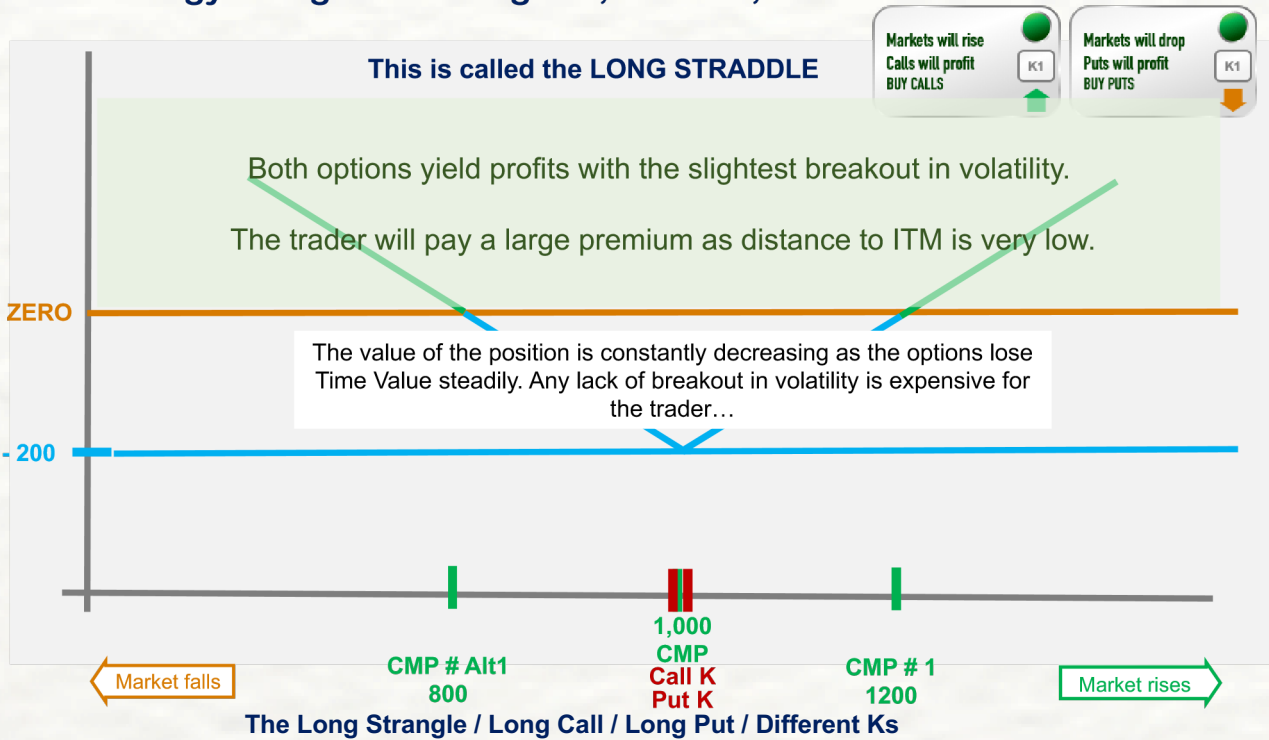 This is called the LONG STRADDLE
Markets will rise
Calls will profit
BUY CALLS
K1
Markets will drop
Puts will profit
BUY PUTS
K1
Both options yield profits with the slightest breakout in volatility.
The trader will pay a large premium as distance to ITM is very low.
ZERO
The value of the position is constantly decreasing as the options lose
Time Value steadily. Any lack of breakout in volatility is expensive for
the trader…
- 200
1,000
CMP
Call K
Put K
CMP # Alt1
800
CMP # 1
1200
Market falls
Market rises
The Long Strangle / Long Call / Long Put / Different Ks